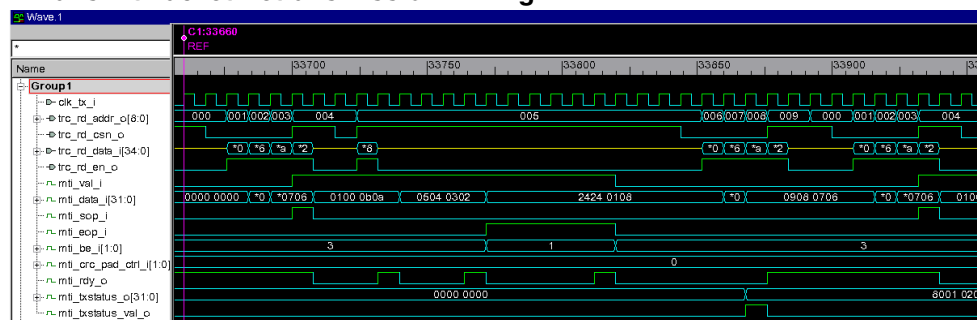 Wave.1
C1:33660
REF
*
Name
33700 33750 33800 33850 33900
Group1
clk_tx_i
trc_rd_addr_o[8:0] 000 001 002 003 004 005 006 007 008 009 000 001 002 003 004
trc_rd_csn_o
trc_rd_data_i[34:0] *0 *6 *a *2 *8 *0 *6 *a *2 *0 *6 *a *2
trc_rd_en_o
mti_val_i
mti_data_i[31:0] 0000 0000 *0 *0706 0100 0b0a 0504 0302 2424 0108 *0 0908 0706 *0 *0706 010
mti_sop_i
mti_eop_i
mti_be_i[1:0] 3 1 3
mti_crc_pad_ctrl_i[1:0] 0
mti_rdy_o
mti_txstatus_o[31:0] 0000 0000 8001 020
mti_txstatus_val_o